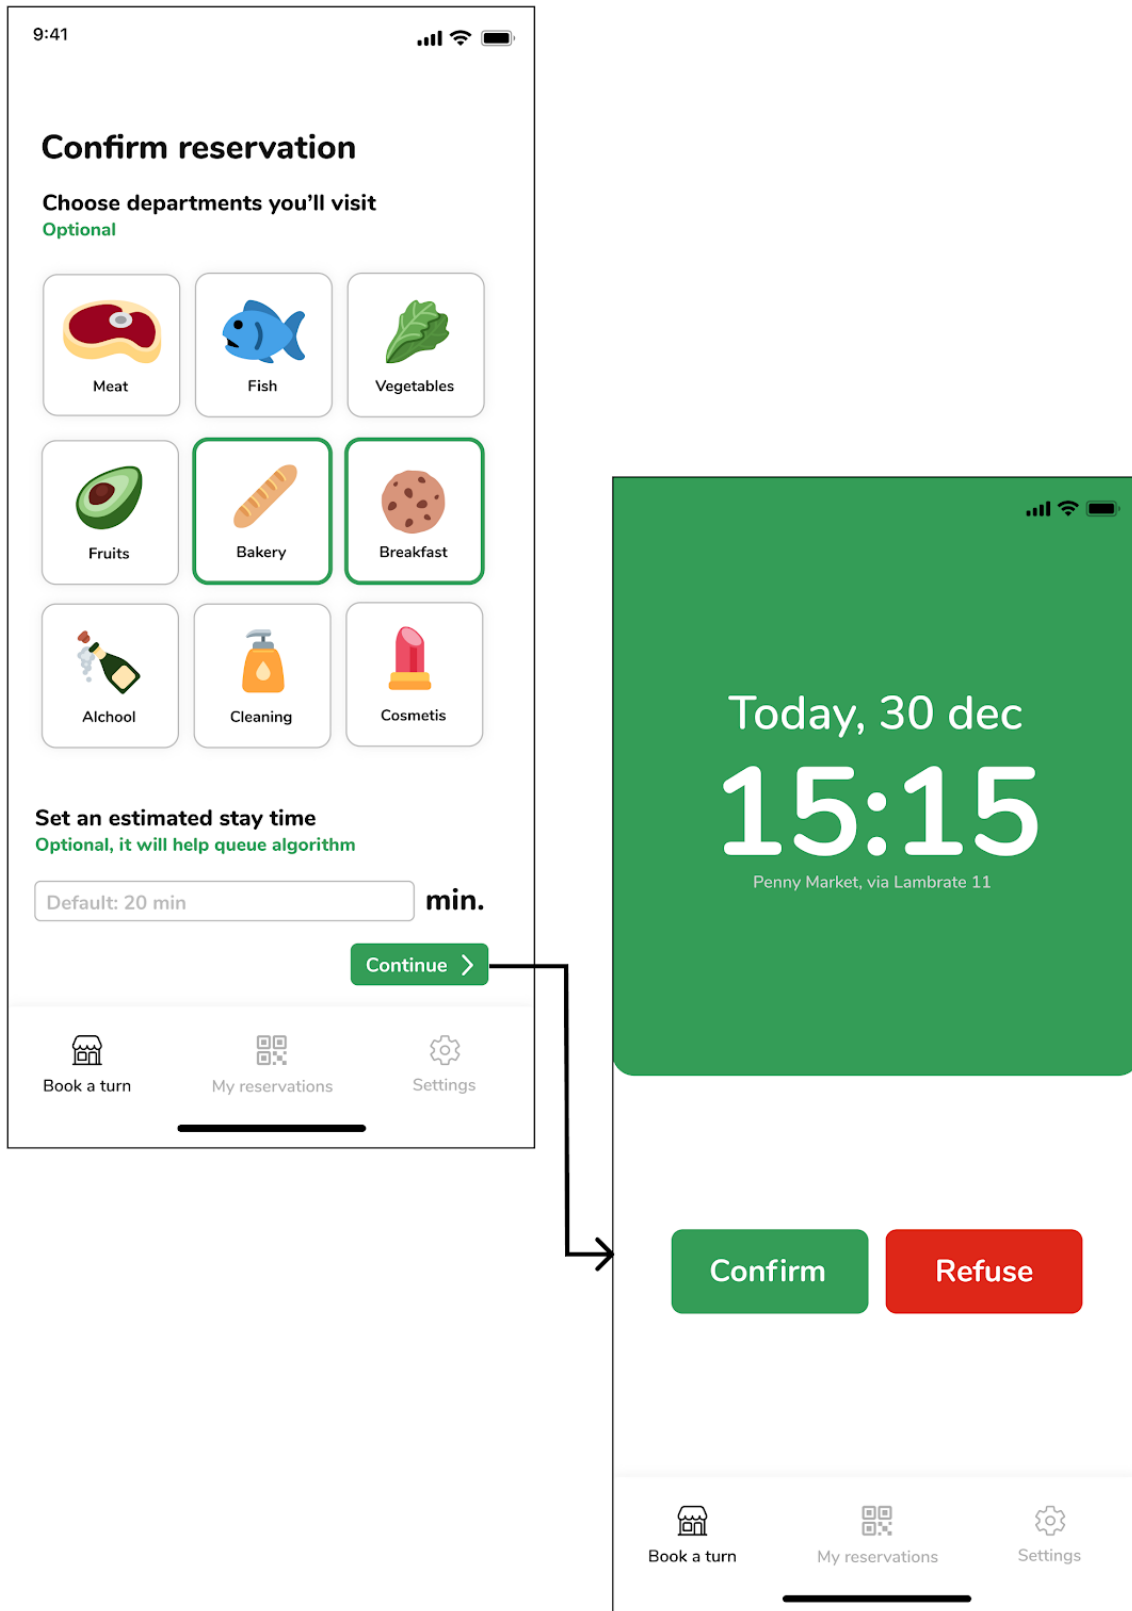 9:41
Confirm reservation
Choose departments you'll visit
Optional
Meat Fish Vegetables
Fruits Bakery Breakfast
Alchool Cleaning Cosmetis
Set an estimated stay time
Optional, it will help queue algorithm
Default: 20 min min.
Continue
Book a turn My reservations Settings
Today, 30 dec
15:15
Penny Market, via Lambrate 11
Confirm Refuse
Book a turn My reservations Settings